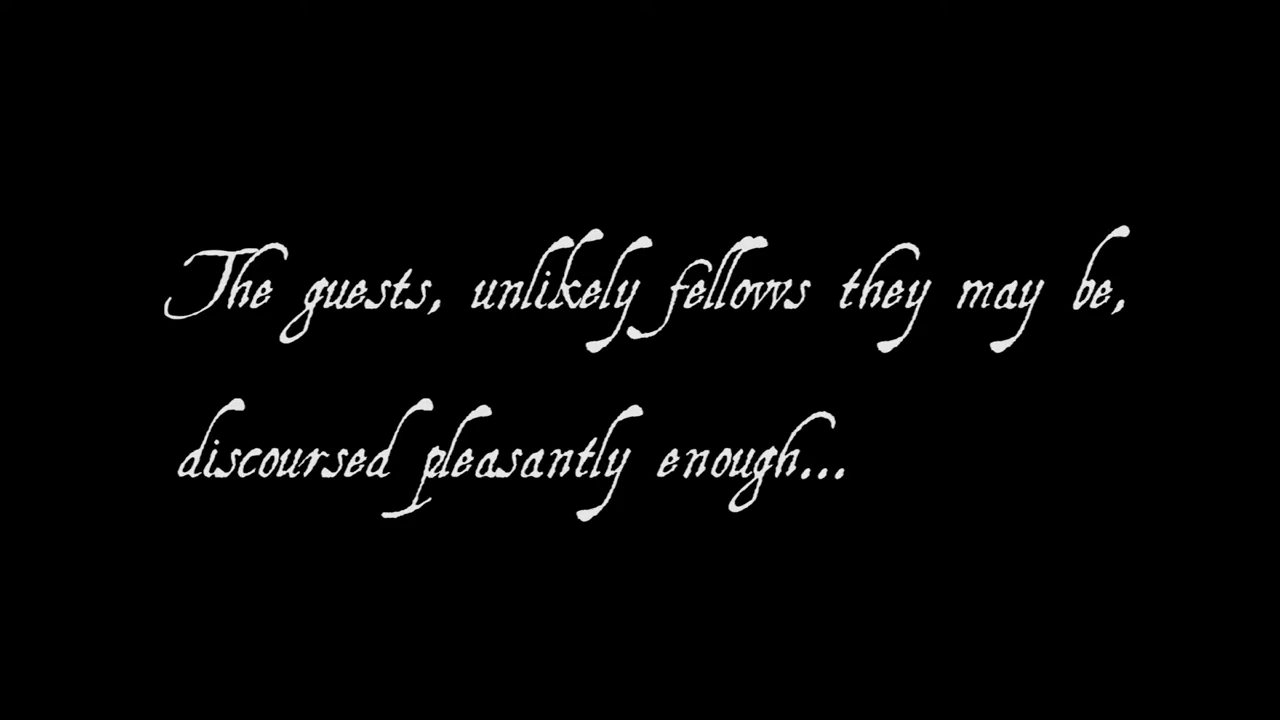 The guests, unlikely fellows they may be,
discoursed pleasantly enough...